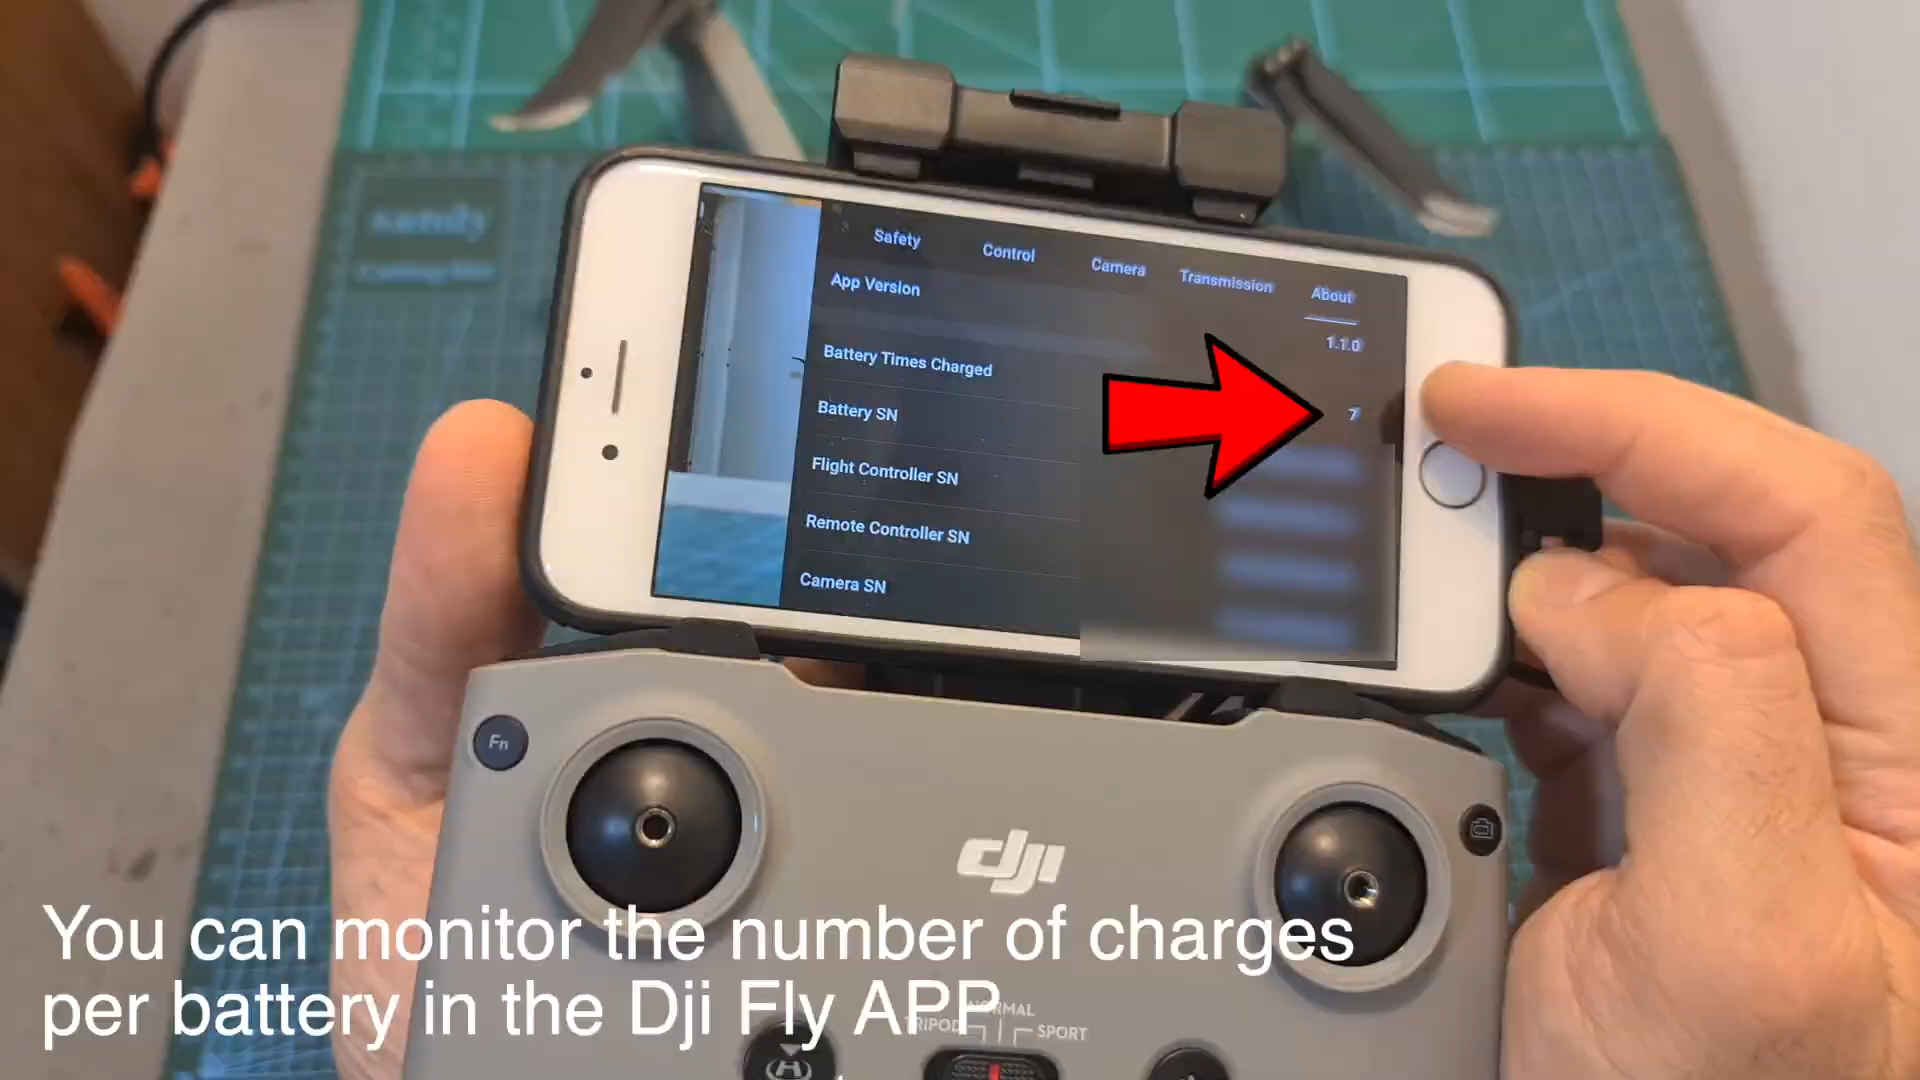 Safety Control Camera Transmission About
App Version 1.1.0
Battery Times Charged 7
Battery SN
Flight Controller SN
Remote Controller SN
Camera SN
Fn
dji
You can monitor the number of charges
per battery in the Dji Fly APP
NORMAL
TRIPOD
SPORT